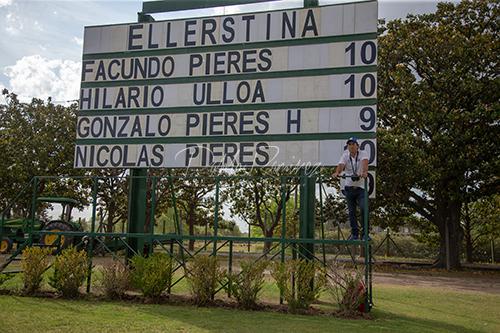 ELLERSTINA
FACUNDO PIERES 10
HILARIO ULLOA 10
GONZALO PIERES H 9
NICOLAS PIERES